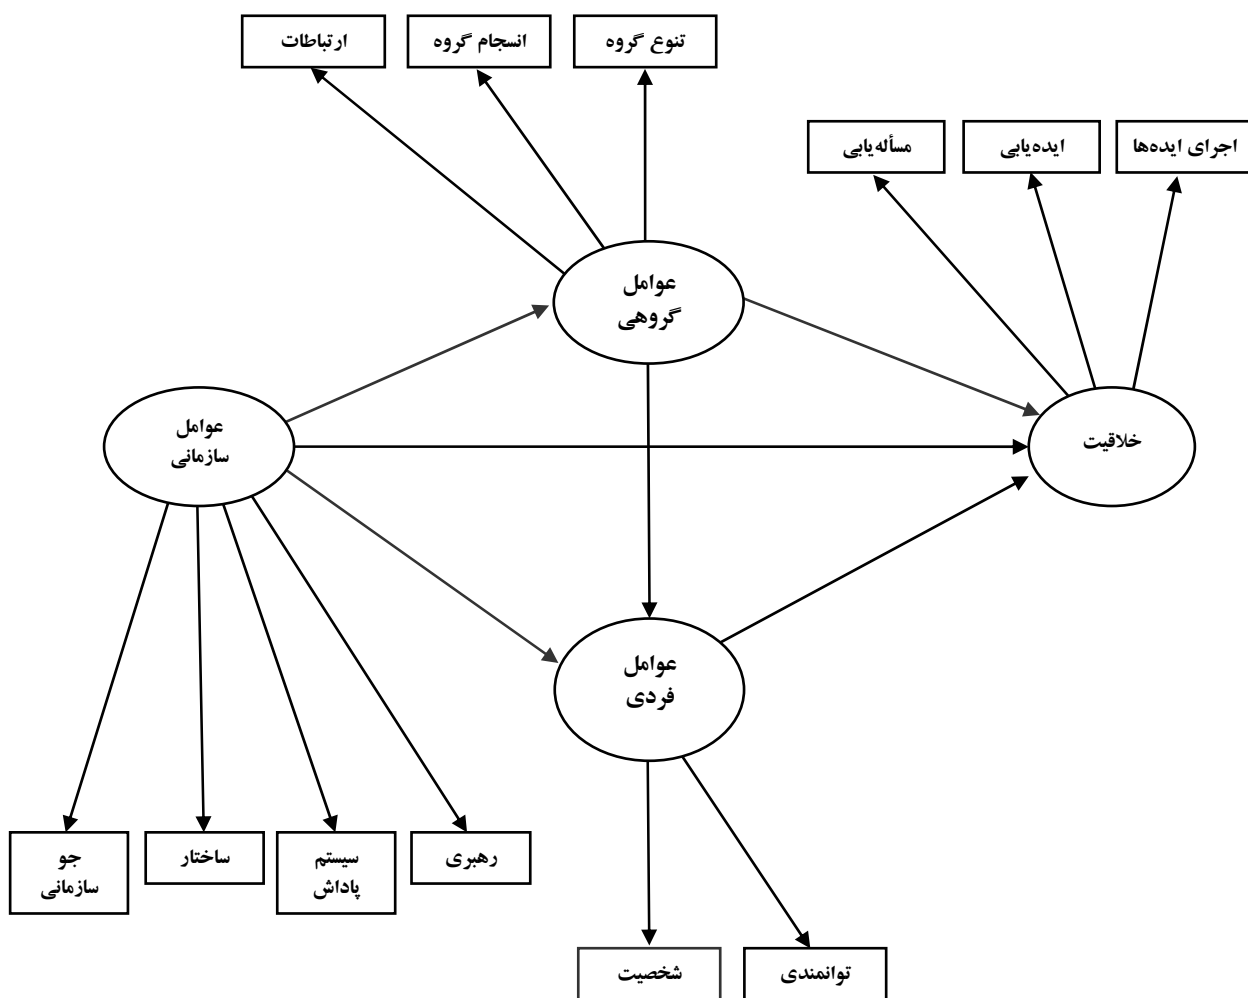 تنوع گروه
انسجام گروه
ارتباطات
اجرای ایده‌ها
ایده‌یابی
مسأله‌یابی
عوامل
گروهی
خلاقیت
عوامل
سازمانی
عوامل
فردی
رهبری
سیستم
پاداش
ساختار
جو
سازمانی
توانمندی
شخصیت